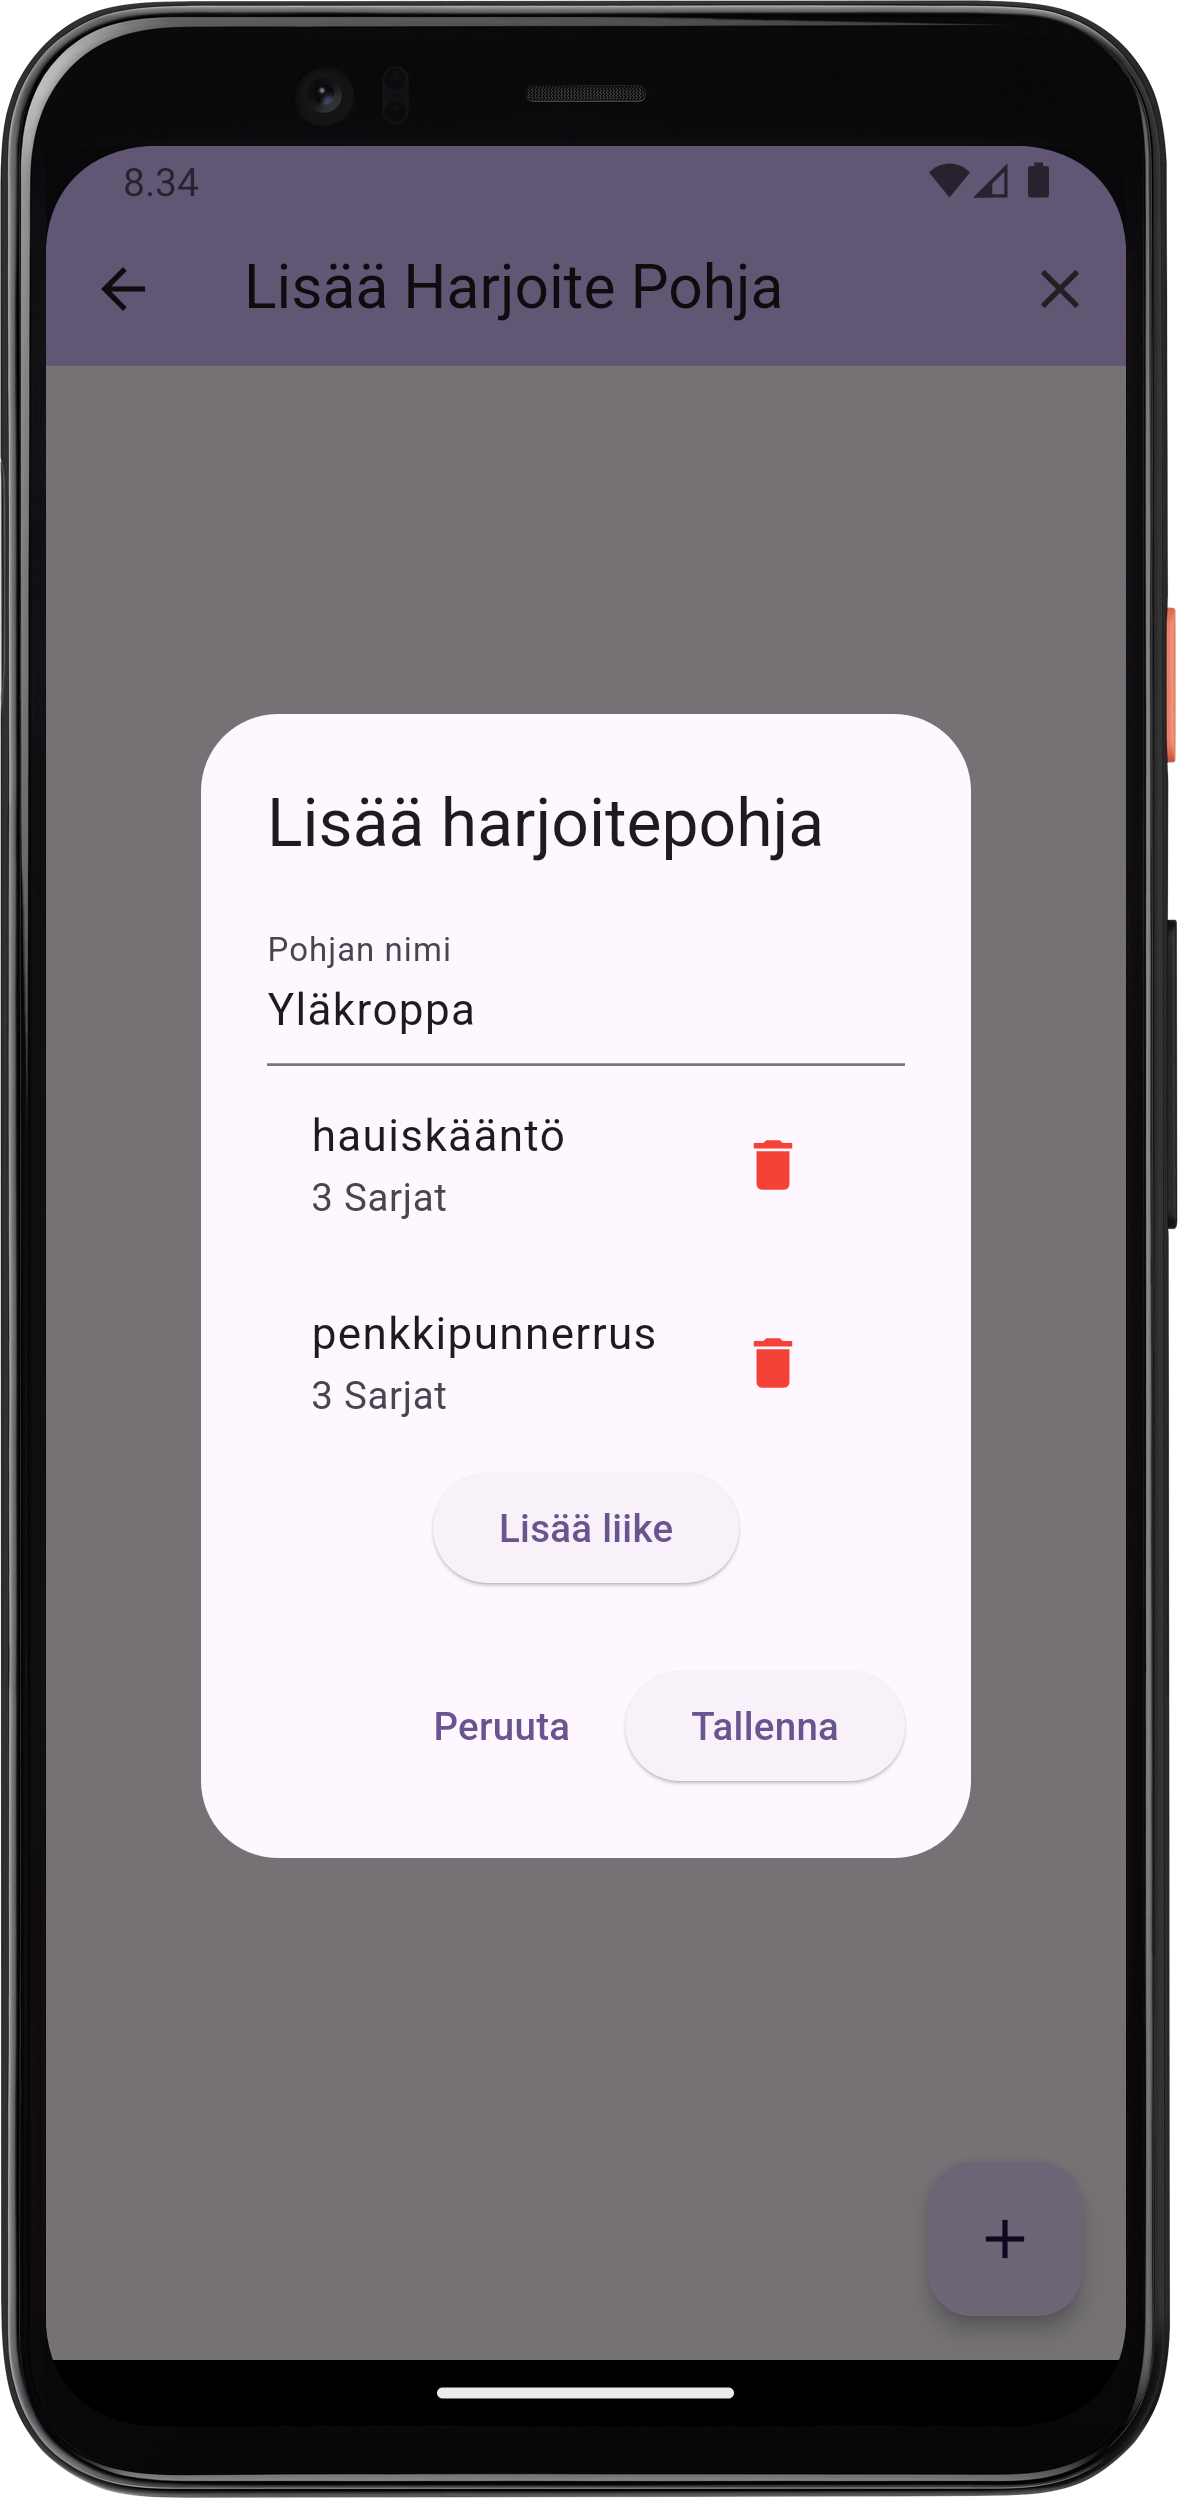 8.34
Lisää Harjoite Pohja
Lisää harjoitepohja
Pohjan nimi
Yläkroppa
hauiskääntö
3 Sarjat
penkkipunnerrus
3 Sarjat
Lisää liike
Peruuta
Tallenna